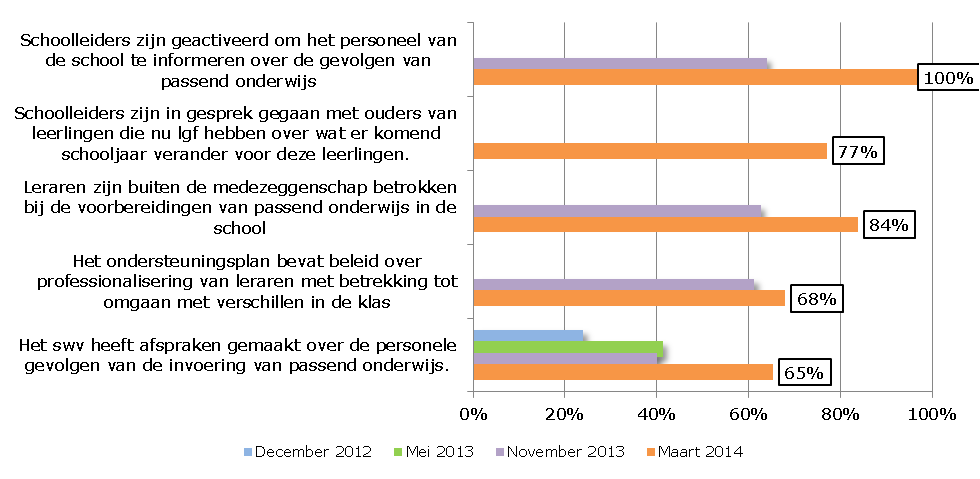 Schoolleiders zijn geactiveerd om het personeel van
de school te informeren over de gevolgen van
passend onderwijs
100%
Schoolleiders zijn in gesprek gegaan met ouders van
leerlingen die nu lgf hebben over wat er komend
schooljaar verander voor deze leerlingen.
77%
Leraren zijn buiten de medezeggenschap betrokken
bij de voorbereidingen van passend onderwijs in de
school
84%
Het ondersteuningsplan bevat beleid over
professionalisering van leraren met betrekking tot
omgaan met verschillen in de klas
68%
Het swv heeft afspraken gemaakt over de personele
gevolgen van de invoering van passend onderwijs.
65%
0% 20% 40% 60% 80% 100%
December 2012 Mei 2013 November 2013 Maart 2014